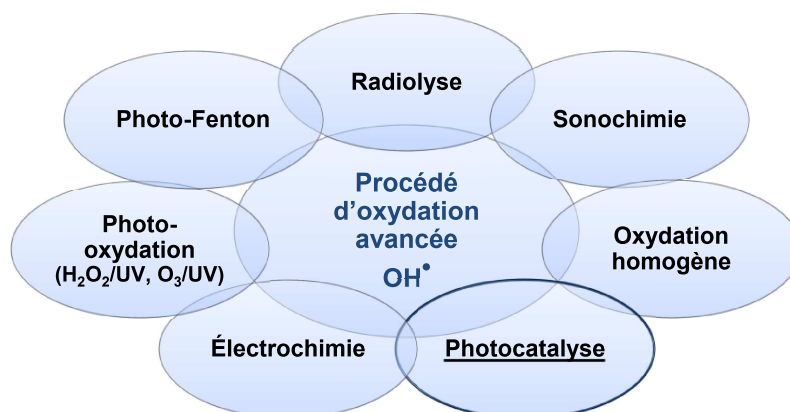 Radiolyse
Photo-Fenton
Sonochimie
Procédé
d’oxydation
avancée
OH•
Photo-
oxydation
(H₂O₂/UV, O₃/UV)
Oxydation
homogène
Électrochimie
Photocatalyse